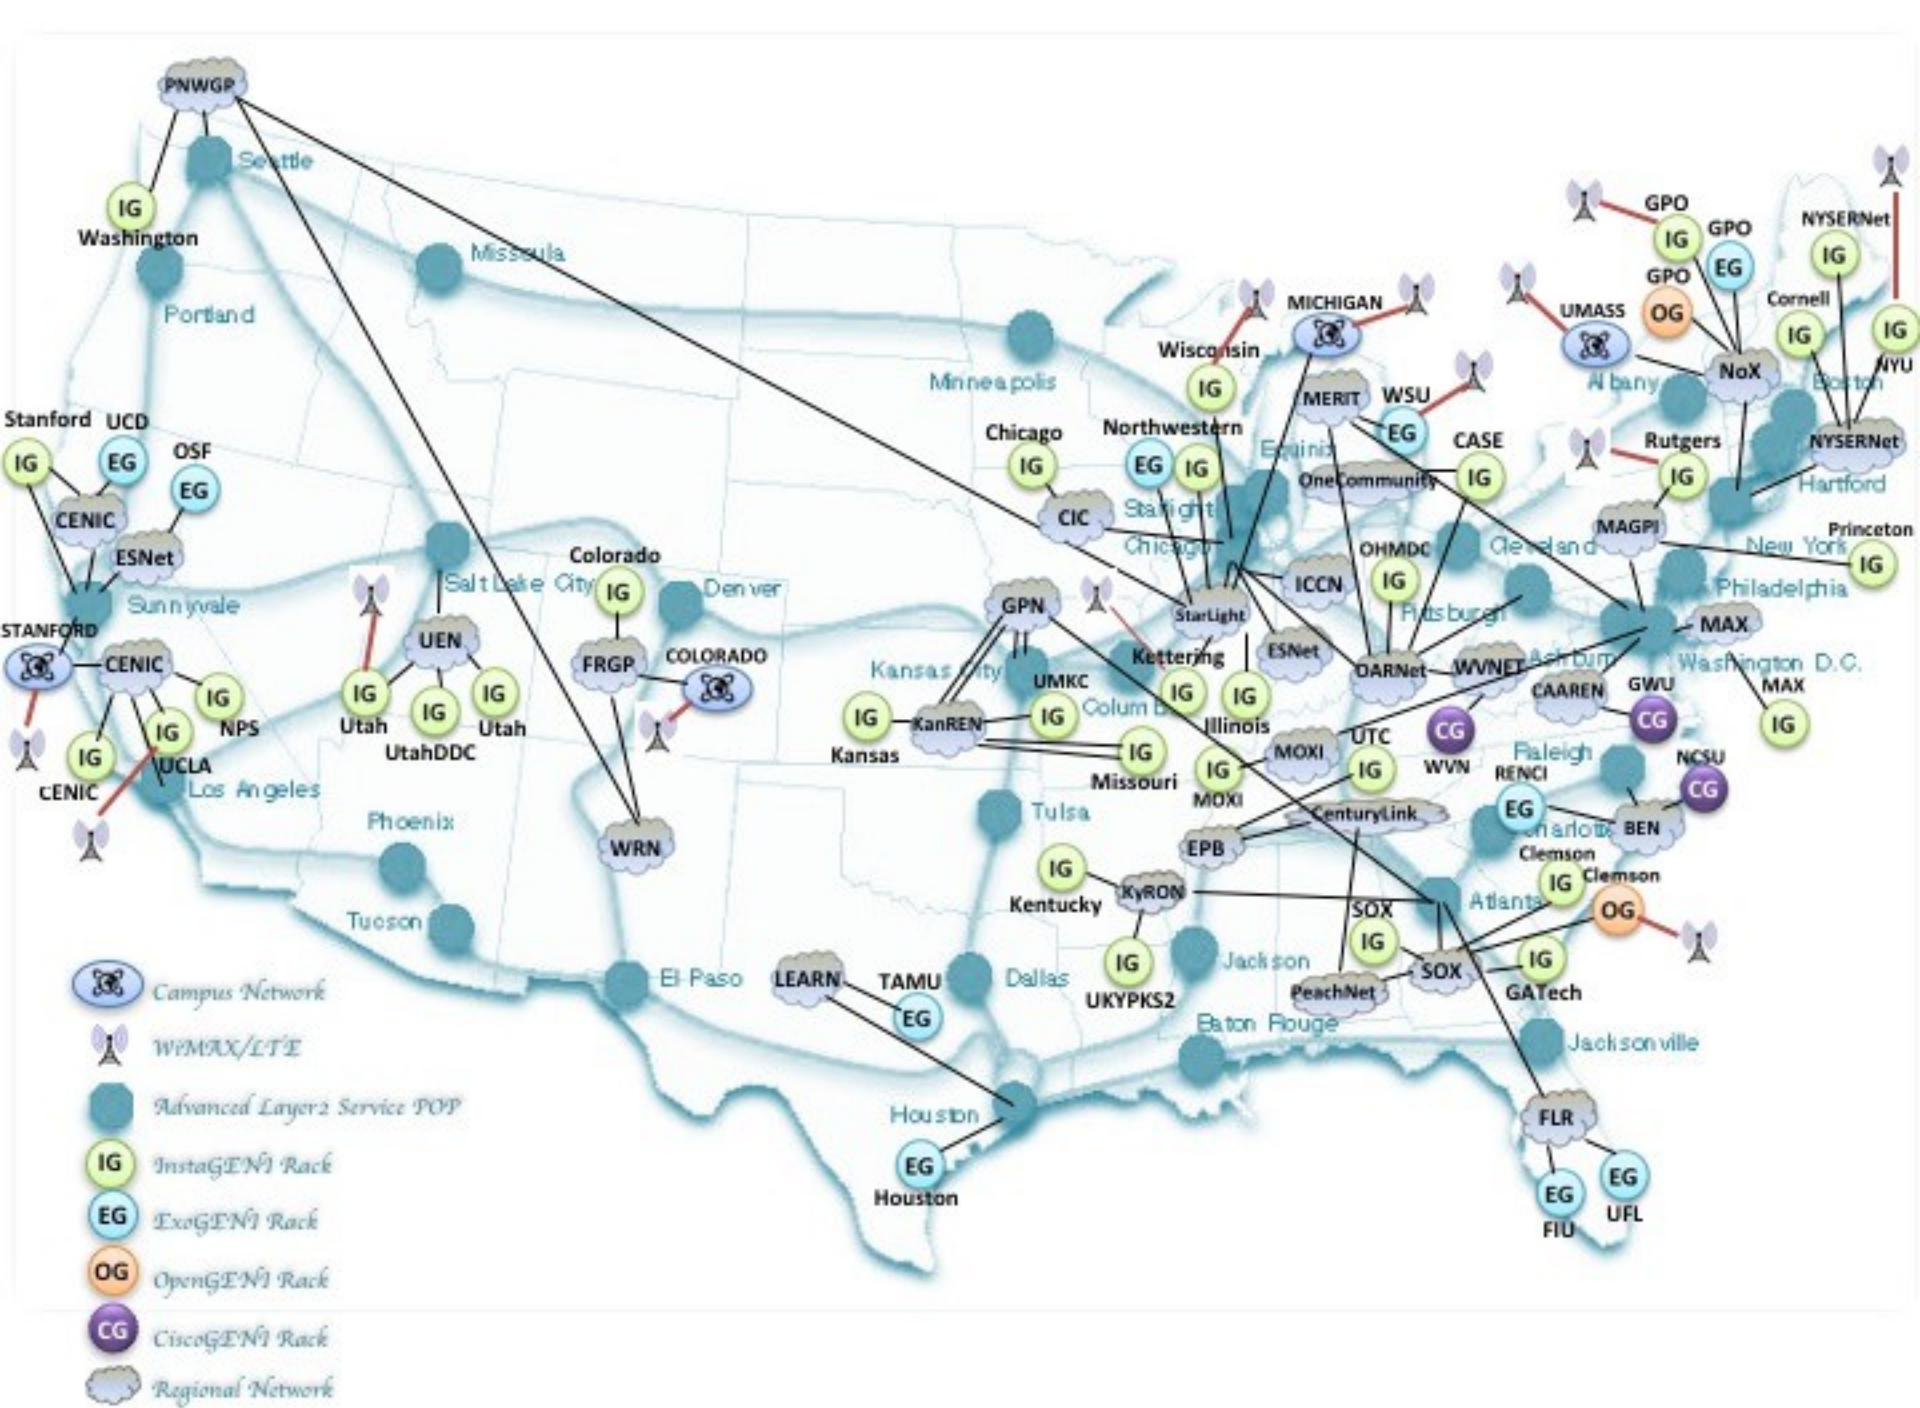 PNWGP
Seattle
IG
Washington
Missoula
Portland
Minneapolis
Stanford
UCD
OSF
IG
EG
EG
CENIC
ESNet
Sunnyvale
STANFORD
CENIC
IG
NPS
IG
UCLA
IG
CENIC
Los Angeles
Salt Lake City
UEN
IG
Utah
IG
UtahDDC
IG
Utah
Colorado
IG
Denver
FRGP
COLORADO
WRN
Phoenix
Tucson
El Paso
GPO
IG
GPO
EG
GPO
OG
UMASS
NoX
Albany
NYSERNet
IG
Cornell
IG
IG
NYU
Boston
NYSERNet
Hartford
Rutgers
IG
MAGPI
New York
Princeton
IG
Philadelphia
MAX
Washington D.C.
MAX
IG
MICHIGAN
Wisconsin
IG
MERIT
WSU
EG
CASE
IG
Equinix
OneCommunity
Northwestern
EG
IG
Chicago
IG
CIC
Starlight
Chicago
StarLight
ICCN
ESNet
OHMDC
IG
Cleveland
Pittsburgh
OARNet
WVNET
Ashburn
CAAREN
GWU
CG
CG
WVN
GPN
Kansas City
Kettering
IG
IG
Illinois
UMKC
IG
IG
Kansas
KanREN
IG
Missouri
IG
MOXI
MOXI
UTC
IG
CenturyLink
EPB
Raleigh
NCSU
CG
RENCI
EG
BEN
Charlotte
Clemson
IG
Clemson
OG
Tulsa
IG
Kentucky
KyRON
IG
UKYPKS2
Atlanta
SOX
IG
SOX
IG
GATech
PeachNet
Jackson
Baton Rouge
Jacksonville
LEARN
TAMU
EG
Dallas
Houston
EG
Houston
FLR
EG
FIU
EG
UFL
Campus Network
WiMAX/LTE
Advanced Layer2 Service POP
IG InstaGENI Rack
EG ExoGENI Rack
OG OpenGENI Rack
CG CiscoGENI Rack
Regional Network